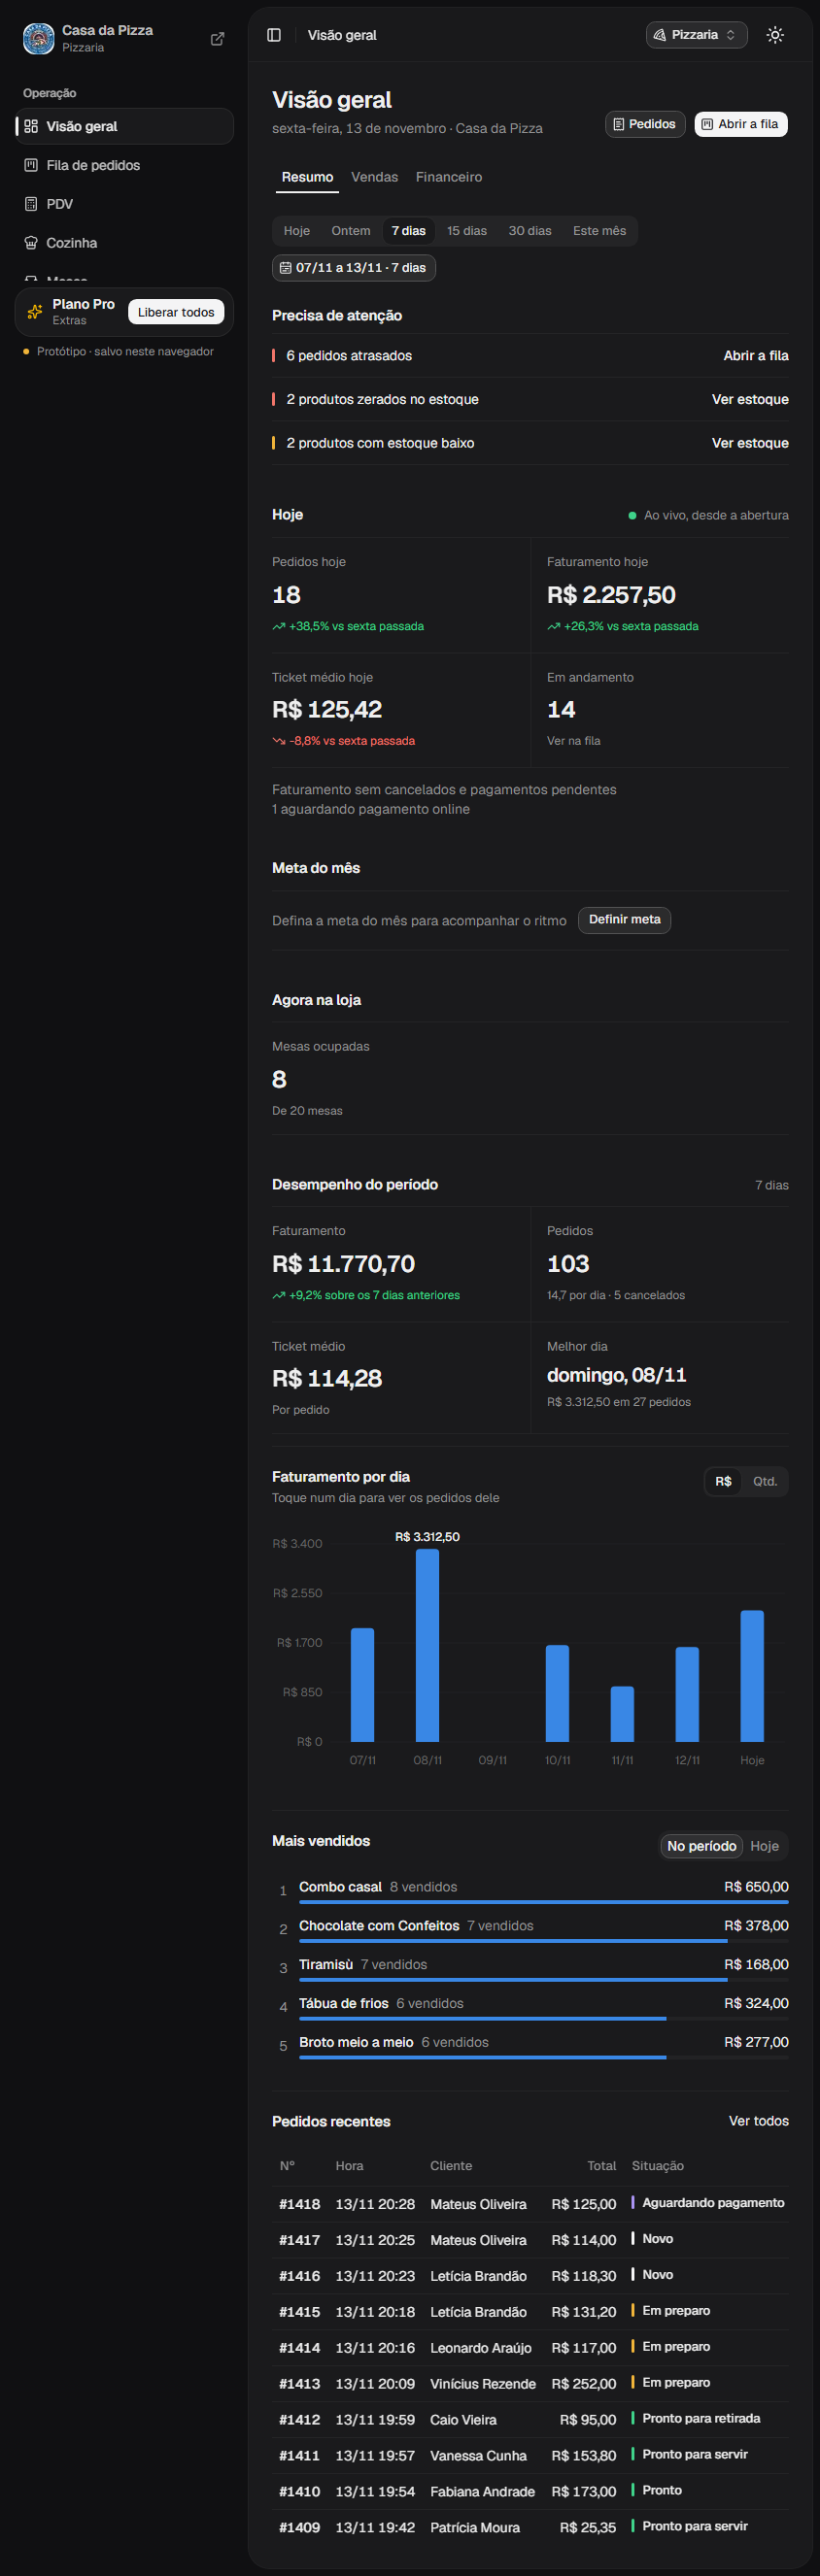 Casa da Pizza
Pizzaria
Operação
Visão geral
Fila de pedidos
PDV
Cozinha
Plano Pro
Extras
Liberar todos
Protótipo · salvo neste navegador
Visão geral
Pizzaria
Visão geral
sexta-feira, 13 de novembro · Casa da Pizza
Pedidos
Abrir a fila
Resumo Vendas Financeiro
Hoje Ontem 7 dias 15 dias 30 dias Este mês
07/11 a 13/11 · 7 dias
Precisa de atenção
6 pedidos atrasados Abrir a fila
2 produtos zerados no estoque Ver estoque
2 produtos com estoque baixo Ver estoque
Hoje Ao vivo, desde a abertura
Pedidos hoje
18
+38,5% vs sexta passada
Faturamento hoje
R$ 2.257,50
+26,3% vs sexta passada
Ticket médio hoje
R$ 125,42
-8,8% vs sexta passada
Em andamento
14
Ver na fila
Faturamento sem cancelados e pagamentos pendentes
1 aguardando pagamento online
Meta do mês
Defina a meta do mês para acompanhar o ritmo Definir meta
Agora na loja
Mesas ocupadas
8
De 20 mesas
Desempenho do período 7 dias
Faturamento
R$ 11.770,70
+9,2% sobre os 7 dias anteriores
Pedidos
103
14,7 por dia · 5 cancelados
Ticket médio
R$ 114,28
Por pedido
Melhor dia
domingo, 08/11
R$ 3.312,50 em 27 pedidos
Faturamento por dia
Toque num dia para ver os pedidos dele
R$ Qtd.
R$ 3.312,50
R$ 3.400
R$ 2.550
R$ 1.700
R$ 850
R$ 0
07/11 08/11 09/11 10/11 11/11 12/11 Hoje
Mais vendidos No período Hoje
1 Combo casal 8 vendidos R$ 650,00
2 Chocolate com Confeitos 7 vendidos R$ 378,00
3 Tiramisù 7 vendidos R$ 168,00
4 Tábua de frios 6 vendidos R$ 324,00
5 Broto meio a meio 6 vendidos R$ 277,00
Pedidos recentes Ver todos
Nº Hora Cliente Total Situação
#1418 13/11 20:28 Mateus Oliveira R$ 125,00 Aguardando pagamento
#1417 13/11 20:25 Mateus Oliveira R$ 114,00 Novo
#1416 13/11 20:23 Letícia Brandão R$ 118,30 Novo
#1415 13/11 20:18 Letícia Brandão R$ 131,20 Em preparo
#1414 13/11 20:16 Leonardo Araújo R$ 117,00 Em preparo
#1413 13/11 20:09 Vinícius Rezende R$ 252,00 Em preparo
#1412 13/11 19:59 Caio Vieira R$ 95,00 Pronto para retirada
#1411 13/11 19:57 Vanessa Cunha R$ 153,80 Pronto para servir
#1410 13/11 19:54 Fabiana Andrade R$ 173,00 Pronto
#1409 13/11 19:42 Patrícia Moura R$ 25,35 Pronto para servir